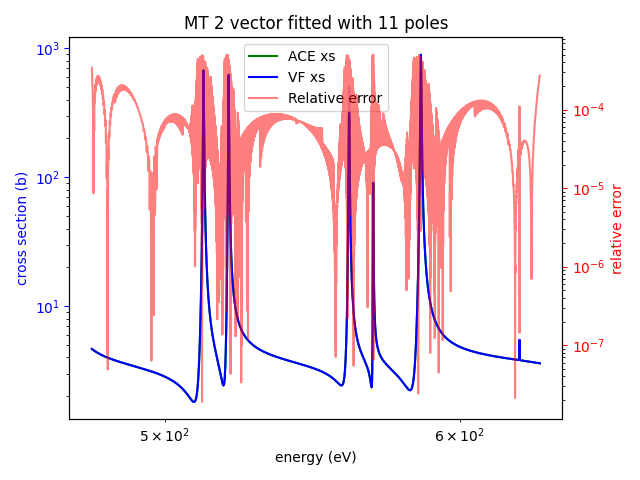 MT 2 vector fitted with 11 poles
ACE xs
VF xs
Relative error
10³
10²
10¹
cross section (b)
10⁻⁴
10⁻⁵
10⁻⁶
10⁻⁷
relative error
5 × 10² 6 × 10²
energy (eV)